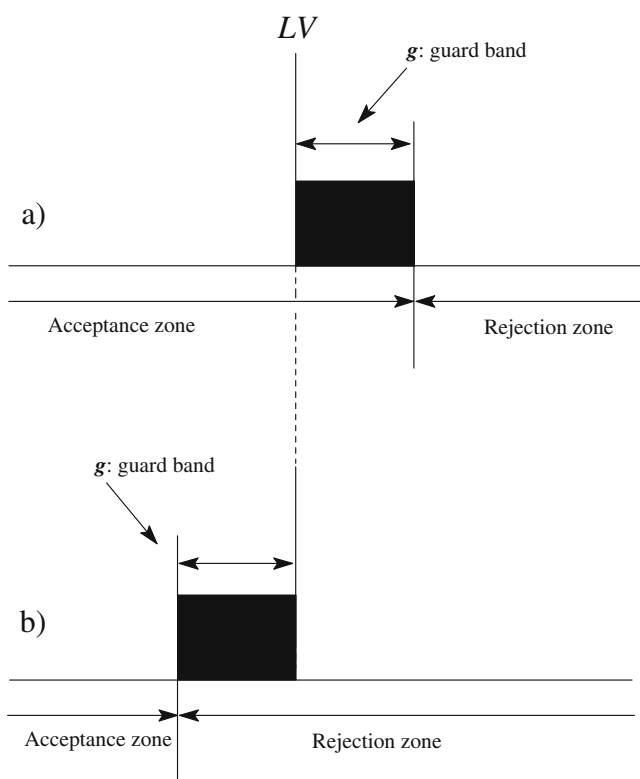 LV
g: guard band
a)
Acceptance zone
Rejection zone
g: guard band
b)
Acceptance zone
Rejection zone